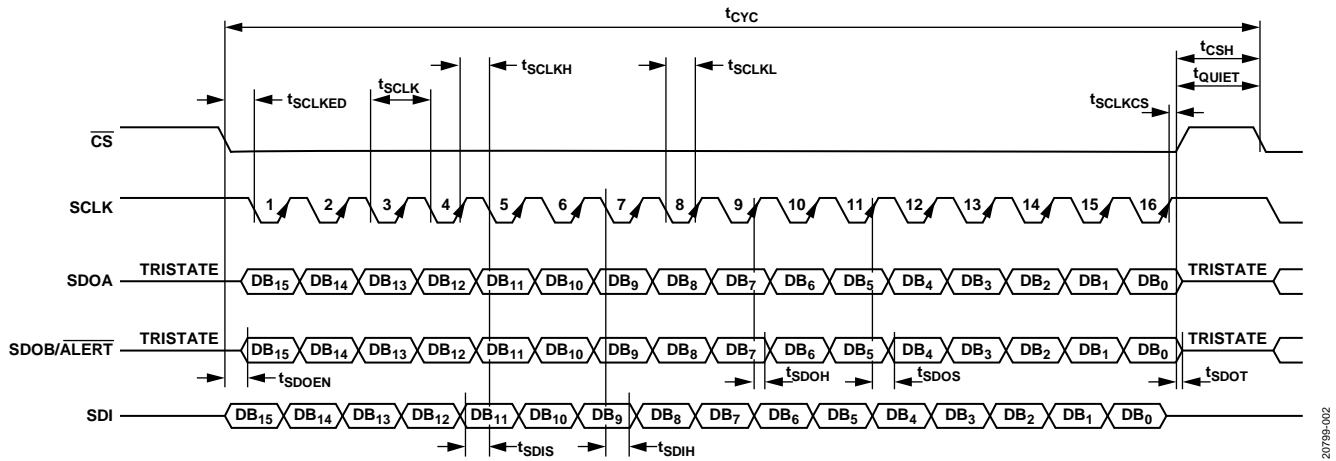 tCYC
tCSH
tSCLKH
tSCLKL
tSCLK
tQUIET
tSCLKED
tSCLKCS
CS
SCLK 1 2 3 4 5 6 7 8 9 10 11 12 13 14 15 16
SDOA TRISTATE DB15 DB14 DB13 DB12 DB11 DB10 DB9 DB8 DB7 DB6 DB5 DB4 DB3 DB2 DB1 DB0 TRISTATE
SDOB/ALERT TRISTATE DB15 DB14 DB13 DB12 DB11 DB10 DB9 DB8 DB7 DB6 DB5 DB4 DB3 DB2 DB1 DB0 TRISTATE
tSDOEN tSDOH tSDOS tSDOT
SDI DB15 DB14 DB13 DB12 DB11 DB10 DB9 DB8 DB7 DB6 DB5 DB4 DB3 DB2 DB1 DB0
tSDIS tSDIH
20799-002